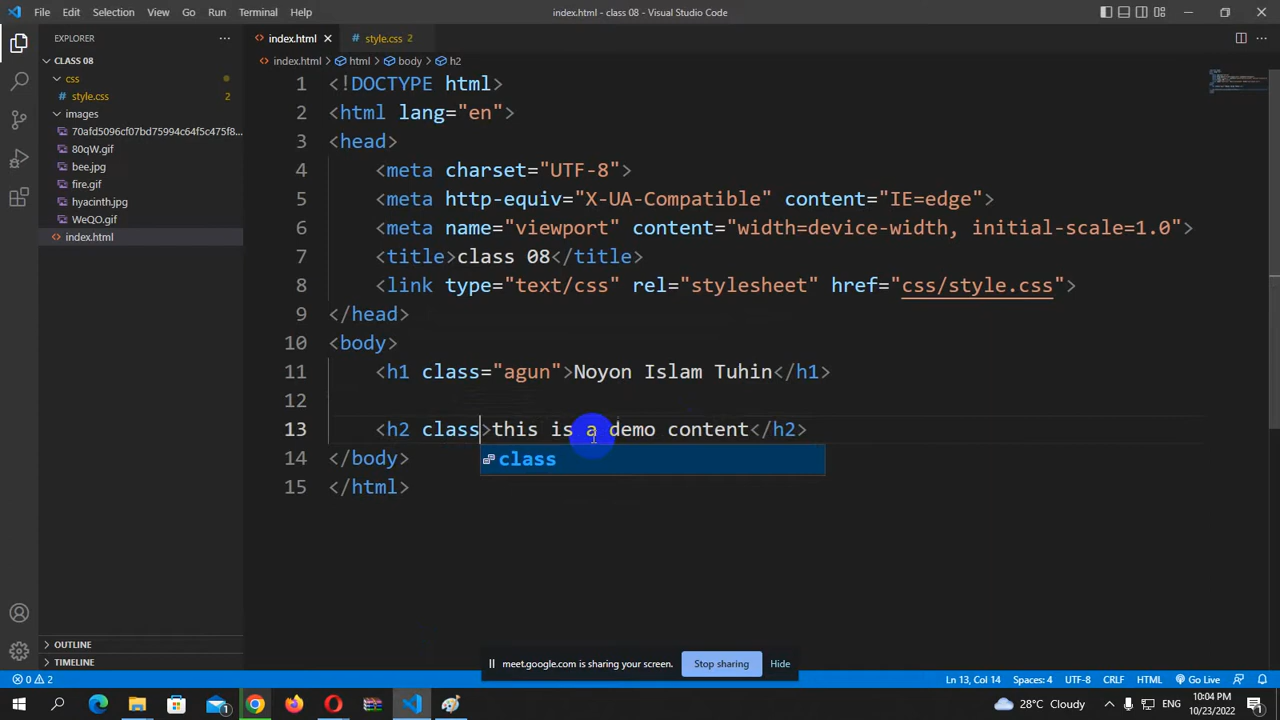 File Edit Selection View Go Run Terminal Help
index.html - class 08 - Visual Studio Code
EXPLORER
CLASS 08
css
style.css 2
images
70afd5096cf07bd75994c64f5c475f8...
80qW.gif
bee.jpg
fire.gif
hyacinth.jpg
WeQO.gif
index.html
OUTLINE
TIMELINE
index.html
style.css 2
index.html > html > body > h2
1 <!DOCTYPE html>
2 <html lang="en">
3 <head>
4 <meta charset="UTF-8">
5 <meta http-equiv="X-UA-Compatible" content="IE=edge">
6 <meta name="viewport" content="width=device-width, initial-scale=1.0">
7 <title>class 08</title>
8 <link type="text/css" rel="stylesheet" href="css/style.css">
9 </head>
10 <body>
11 <h1 class="agun">Noyon Islam Tuhin</h1>
12
13 <h2 class>this is a demo content</h2>
class
14 </body>
15 </html>
meet.google.com is sharing your screen. Stop sharing Hide
0 2
Ln 13, Col 14 Spaces: 4 UTF-8 CRLF HTML Go Live
28°C Cloudy ENG
10:04 PM
10/23/2022